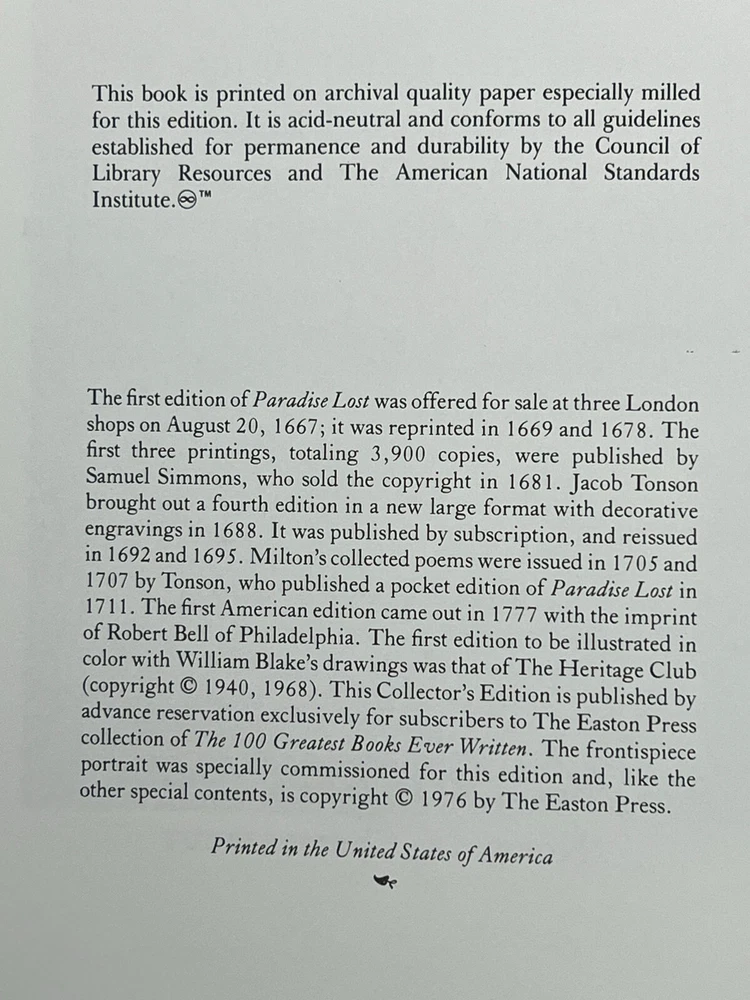 This book is printed on archival quality paper especially milled
for this edition. It is acid-neutral and conforms to all guidelines
established for permanence and durability by the Council of
Library Resources and The American National Standards
Institute.♾™
The first edition of Paradise Lost was offered for sale at three London
shops on August 20, 1667; it was reprinted in 1669 and 1678. The
first three printings, totaling 3,900 copies, were published by
Samuel Simmons, who sold the copyright in 1681. Jacob Tonson
brought out a fourth edition in a new large format with decorative
engravings in 1688. It was published by subscription, and reissued
in 1692 and 1695. Milton's collected poems were issued in 1705 and
1707 by Tonson, who published a pocket edition of Paradise Lost in
1711. The first American edition came out in 1777 with the imprint
of Robert Bell of Philadelphia. The first edition to be illustrated in
color with William Blake's drawings was that of The Heritage Club
(copyright © 1940, 1968). This Collector's Edition is published by
advance reservation exclusively for subscribers to The Easton Press
collection of The 100 Greatest Books Ever Written. The frontispiece
portrait was specially commissioned for this edition and, like the
other special contents, is copyright © 1976 by The Easton Press.
Printed in the United States of America